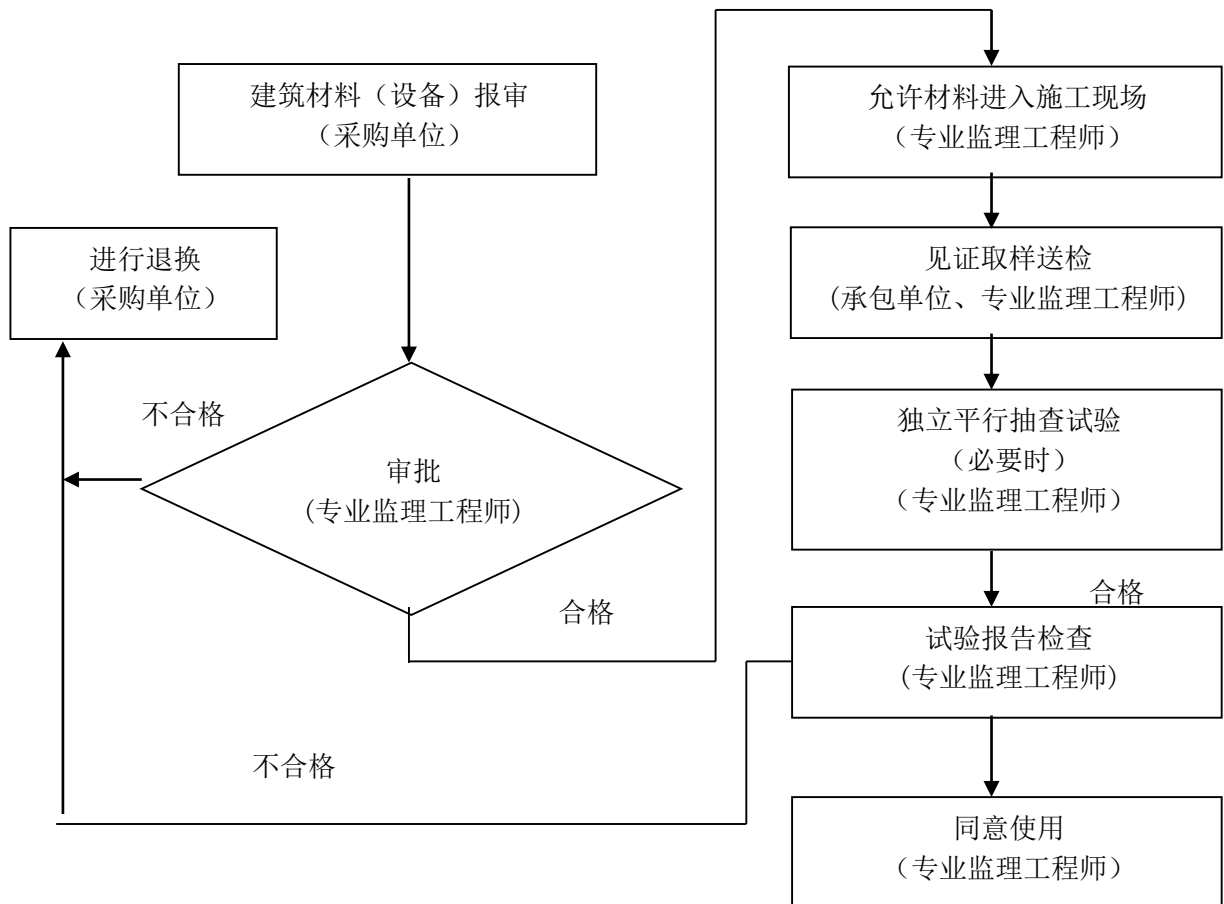 建筑材料（设备）报审
（采购单位）
进行退换
（采购单位）
不合格
审批
(专业监理工程师)
合格
不合格
允许材料进入施工现场
（专业监理工程师）
见证取样送检
(承包单位、专业监理工程师)
独立平行抽查试验
（必要时）
（专业监理工程师）
合格
试验报告检查
(专业监理工程师)
同意使用
（专业监理工程师）